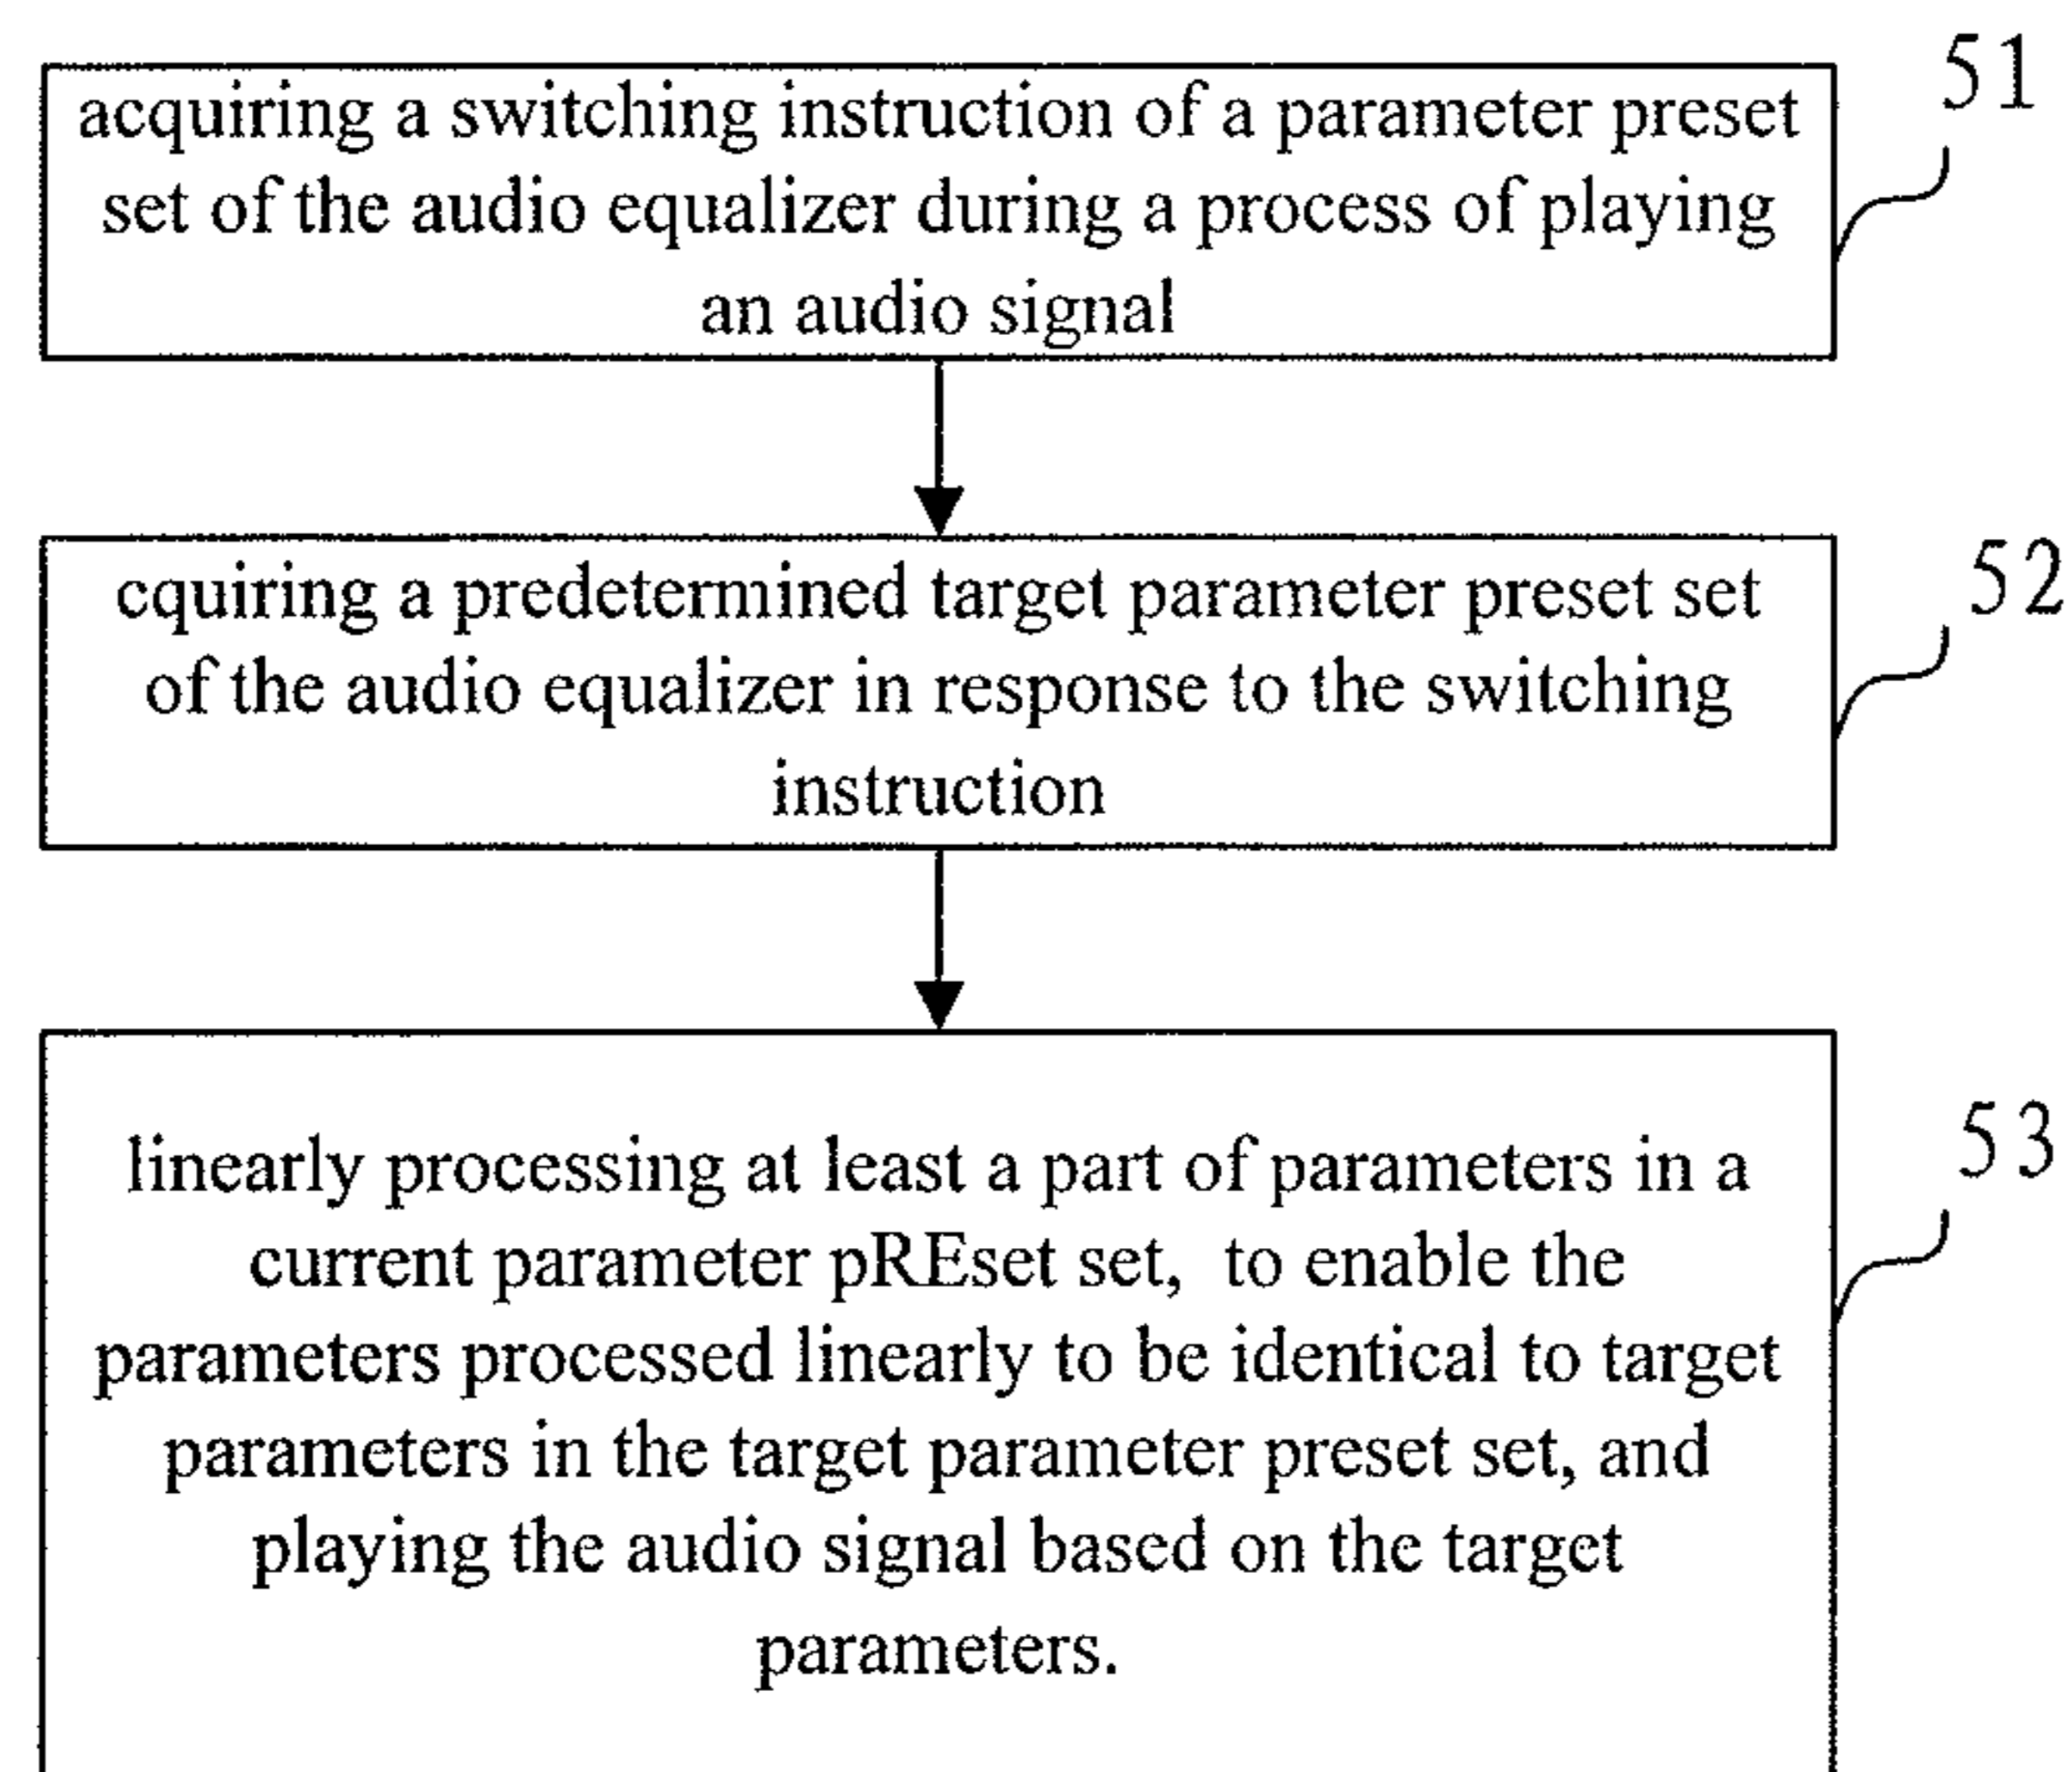 acquiring a switching instruction of a parameter preset
set of the audio equalizer during a process of playing
an audio signal
51
cquiring a predetermined target parameter preset set
of the audio equalizer in response to the switching
instruction
52
linearly processing at least a part of parameters in a
current parameter pREset set, to enable the
parameters processed linearly to be identical to target
parameters in the target parameter preset set, and
playing the audio signal based on the target
parameters.
53